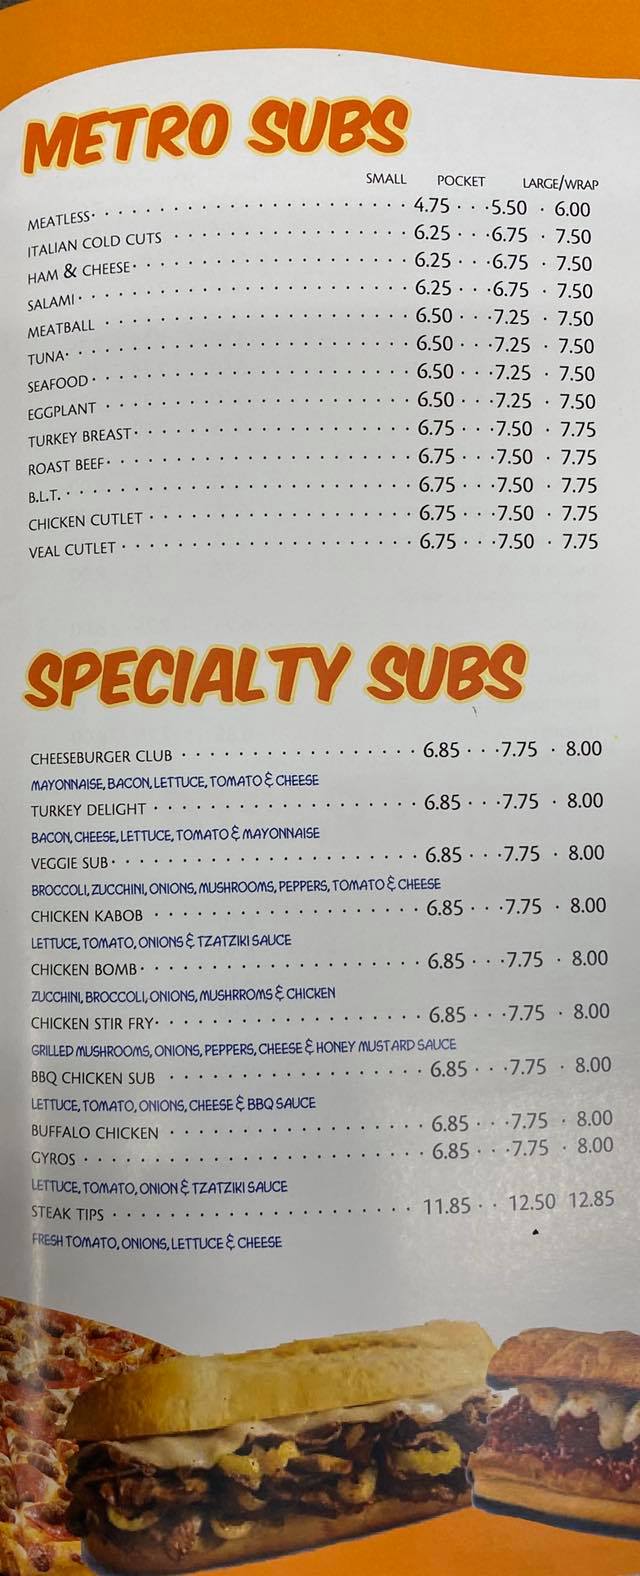 METRO SUBS
SMALL POCKET LARGE/WRAP
MEATLESS 4.75 5.50 6.00
ITALIAN COLD CUTS 6.25 6.75 7.50
HAM & CHEESE 6.25 6.75 7.50
SALAMI 6.25 6.75 7.50
MEATBALL 6.50 7.25 7.50
TUNA 6.50 7.25 7.50
SEAFOOD 6.50 7.25 7.50
EGGPLANT 6.50 7.25 7.50
TURKEY BREAST 6.75 7.50 7.75
ROAST BEEF 6.75 7.50 7.75
B.L.T. 6.75 7.50 7.75
CHICKEN CUTLET 6.75 7.50 7.75
VEAL CUTLET 6.75 7.50 7.75
SPECIALTY SUBS
CHEESEBURGER CLUB 6.85 7.75 8.00
MAYONNAISE, BACON, LETTUCE, TOMATO & CHEESE
TURKEY DELIGHT 6.85 7.75 8.00
BACON, CHEESE, LETTUCE, TOMATO & MAYONNAISE
VEGGIE SUB 6.85 7.75 8.00
BROCCOLI, ZUCCHINI, ONIONS, MUSHROOMS, PEPPERS, TOMATO & CHEESE
CHICKEN KABOB 6.85 7.75 8.00
LETTUCE, TOMATO, ONIONS & TZATZIKI SAUCE
CHICKEN BOMB 6.85 7.75 8.00
ZUCCHINI, BROCCOLI, ONIONS, MUSHRROMS & CHICKEN
CHICKEN STIR FRY 6.85 7.75 8.00
GRILLED MUSHROOMS, ONIONS, PEPPERS, CHEESE & HONEY MUSTARD SAUCE
BBQ CHICKEN SUB 6.85 7.75 8.00
LETTUCE, TOMATO, ONIONS, CHEESE & BBQ SAUCE
BUFFALO CHICKEN 6.85 7.75 8.00
GYROS 6.85 7.75 8.00
LETTUCE, TOMATO, ONION & TZATZIKI SAUCE
STEAK TIPS 11.85 12.50 12.85
FRESH TOMATO, ONIONS, LETTUCE & CHEESE